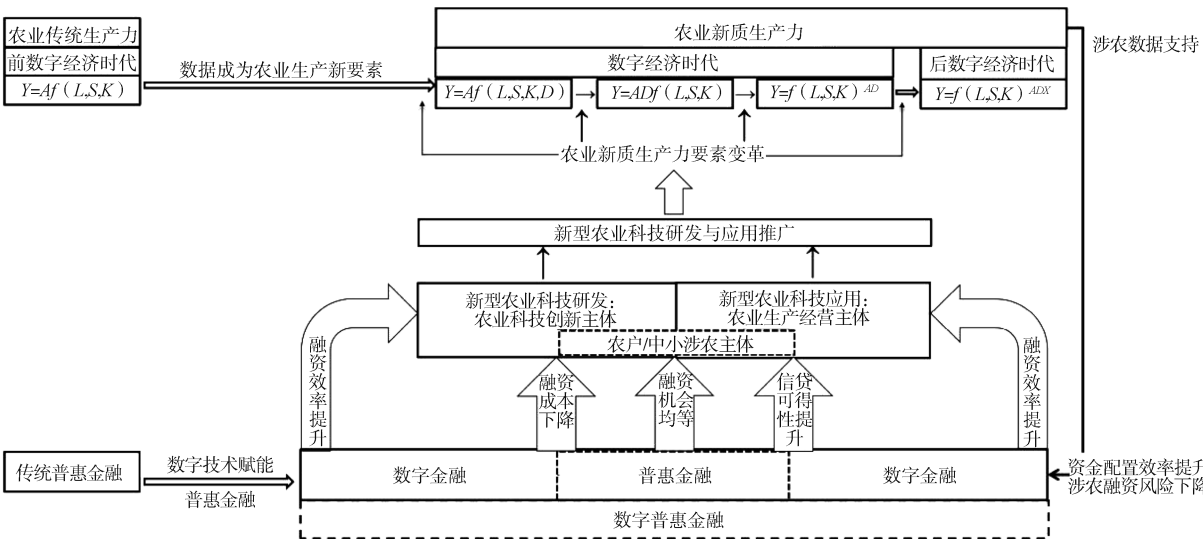 农业传统生产力
前数字经济时代
Y=Af（L,S,K）
数据成为农业生产新要素
农业新质生产力
数字经济时代
后数字经济时代
Y=Af（L,S,K,D）
Y=ADf（L,S,K）
Y=f（L,S,K）^AD
Y=f（L,S,K）^ADX
涉农数据支持
农业新质生产力要素变革
新型农业科技研发与应用推广
新型农业科技研发：
农业科技创新主体
新型农业科技应用：
农业生产经营主体
农户/中小涉农主体
融资效率提升
融资
成本
下降
融资
机会
均等
信贷
可得
性提
升
融资效率提升
传统普惠金融
数字技术赋能
普惠金融
数字金融
普惠金融
数字金融
资金配置效率提升
涉农融资风险下降
数字普惠金融